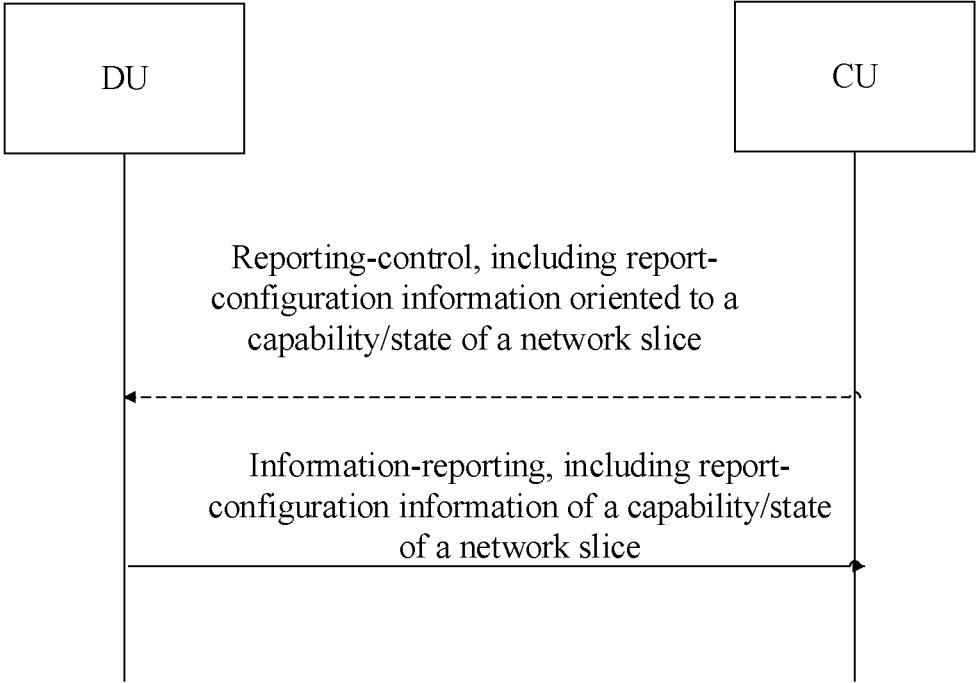 DU
CU
Reporting-control, including report-
configuration information oriented to a
capability/state of a network slice
Information-reporting, including report-
configuration information of a capability/state
of a network slice